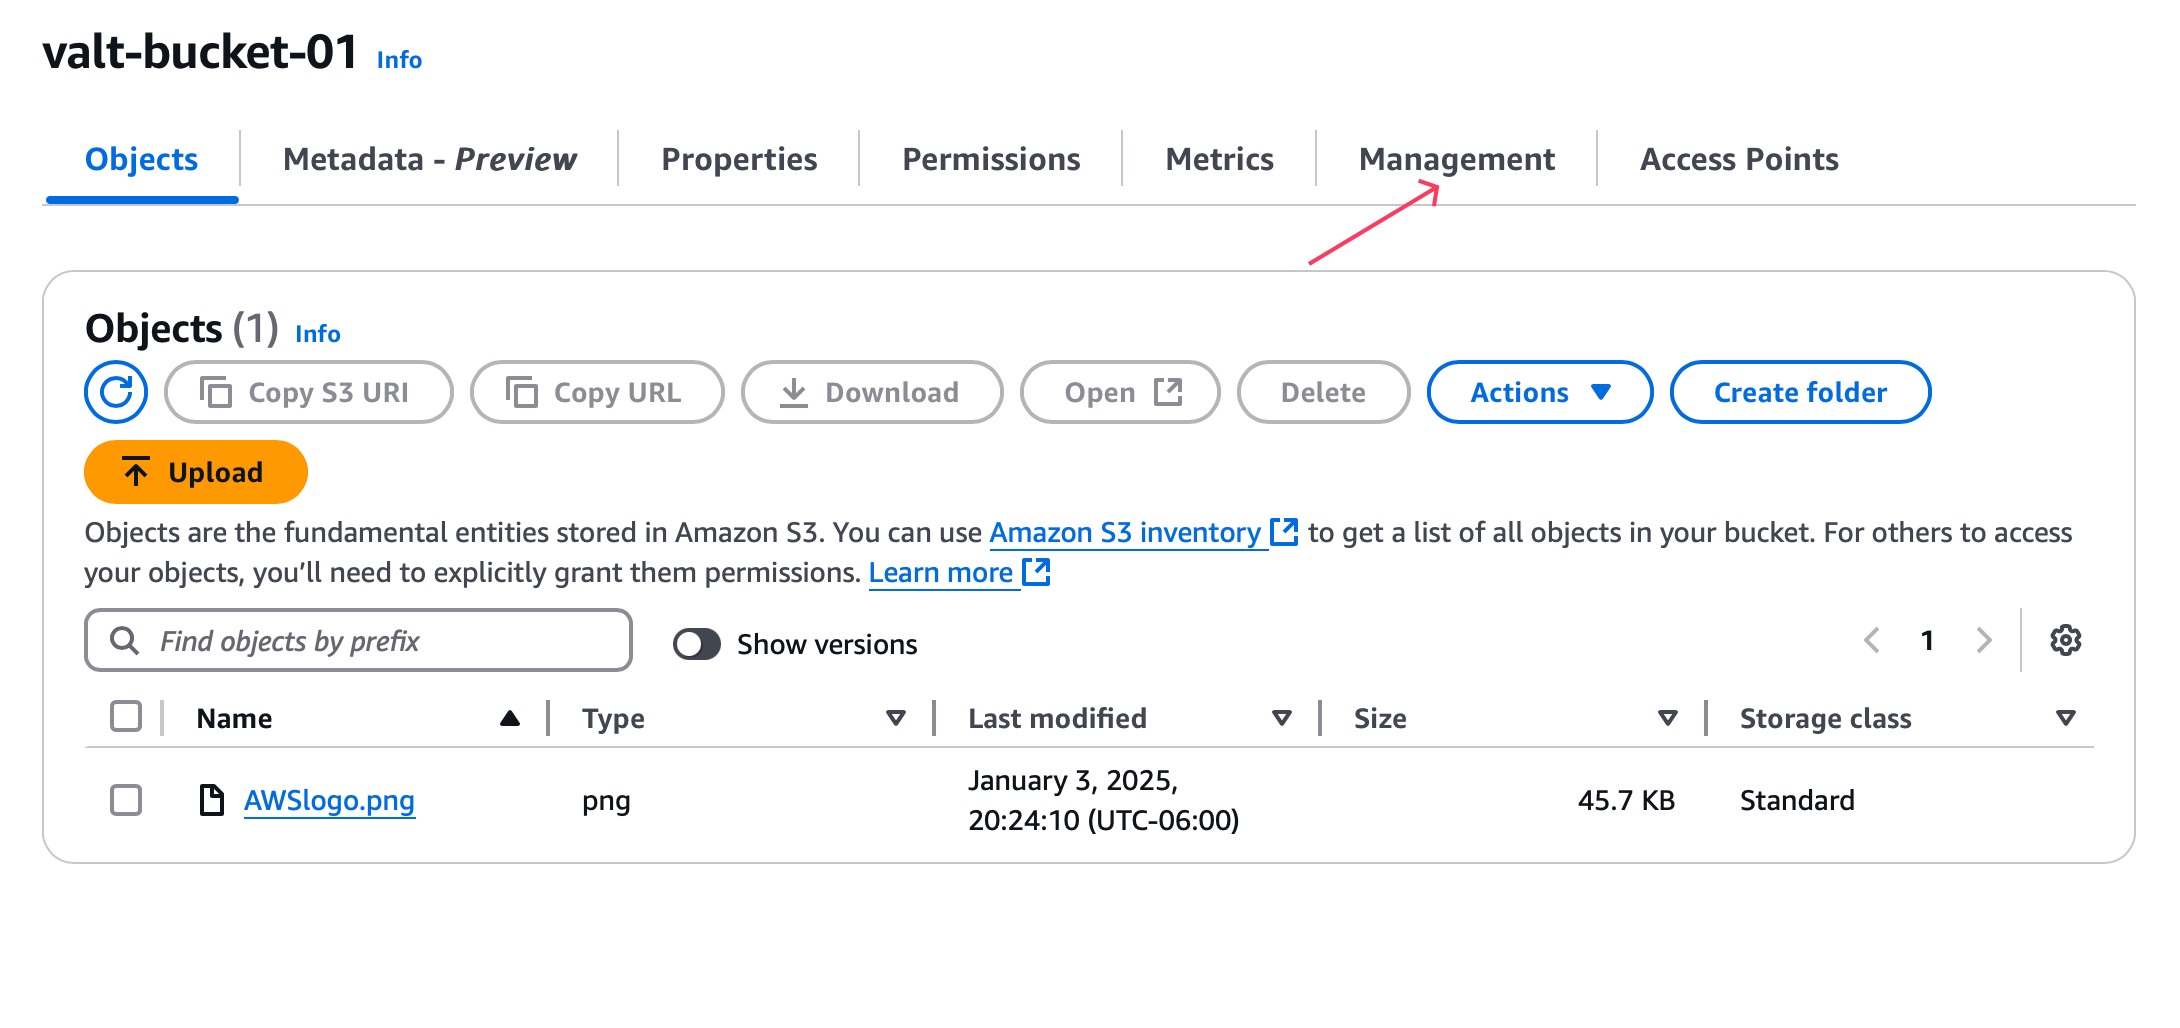 valt-bucket-01 Info
Objects Metadata - Preview Properties Permissions Metrics Management Access Points
Objects (1) Info
Copy S3 URI Copy URL Download Open Delete Actions Create folder
Upload
Objects are the fundamental entities stored in Amazon S3. You can use Amazon S3 inventory to get a list of all objects in your bucket. For others to access
your objects, you’ll need to explicitly grant them permissions. Learn more
Find objects by prefix Show versions 1
Name Type Last modified Size Storage class
AWSlogo.png png January 3, 2025, 45.7 KB Standard
20:24:10 (UTC-06:00)